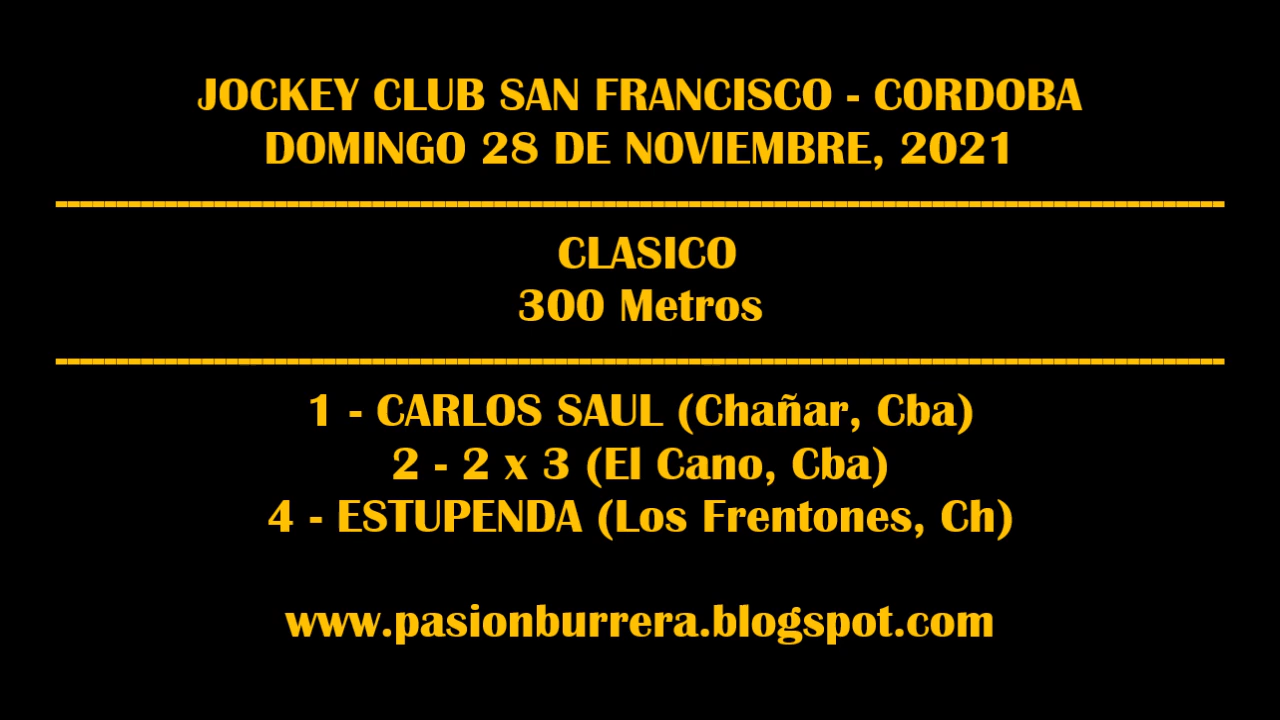 JOCKEY CLUB SAN FRANCISCO - CORDOBA
DOMINGO 28 DE NOVIEMBRE, 2021
CLASICO
300 Metros
1 - CARLOS SAUL (Chañar, Cba)
2 - 2 x 3 (El Cano, Cba)
4 - ESTUPENDA (Los Frentones, Ch)
www.pasionburrera.blogspot.com